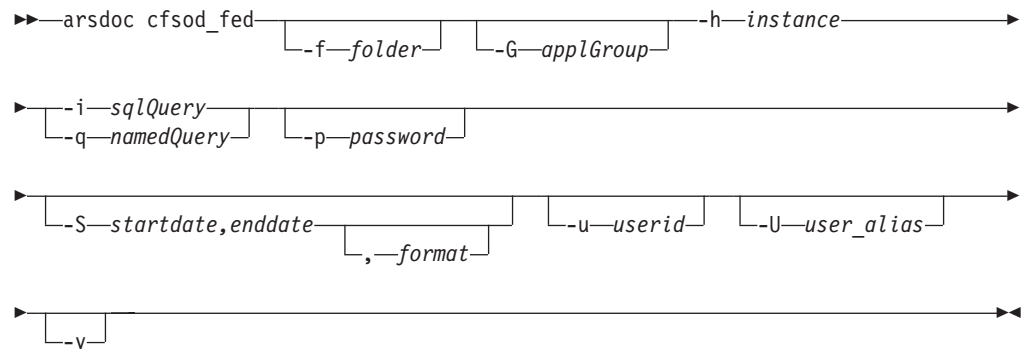 arsdoc cfsod_fed -h instance
-f folder -G applGroup
-i sqlQuery
-q namedQuery -p password
-S startdate,enddate -u userid -U user_alias
, format
-v